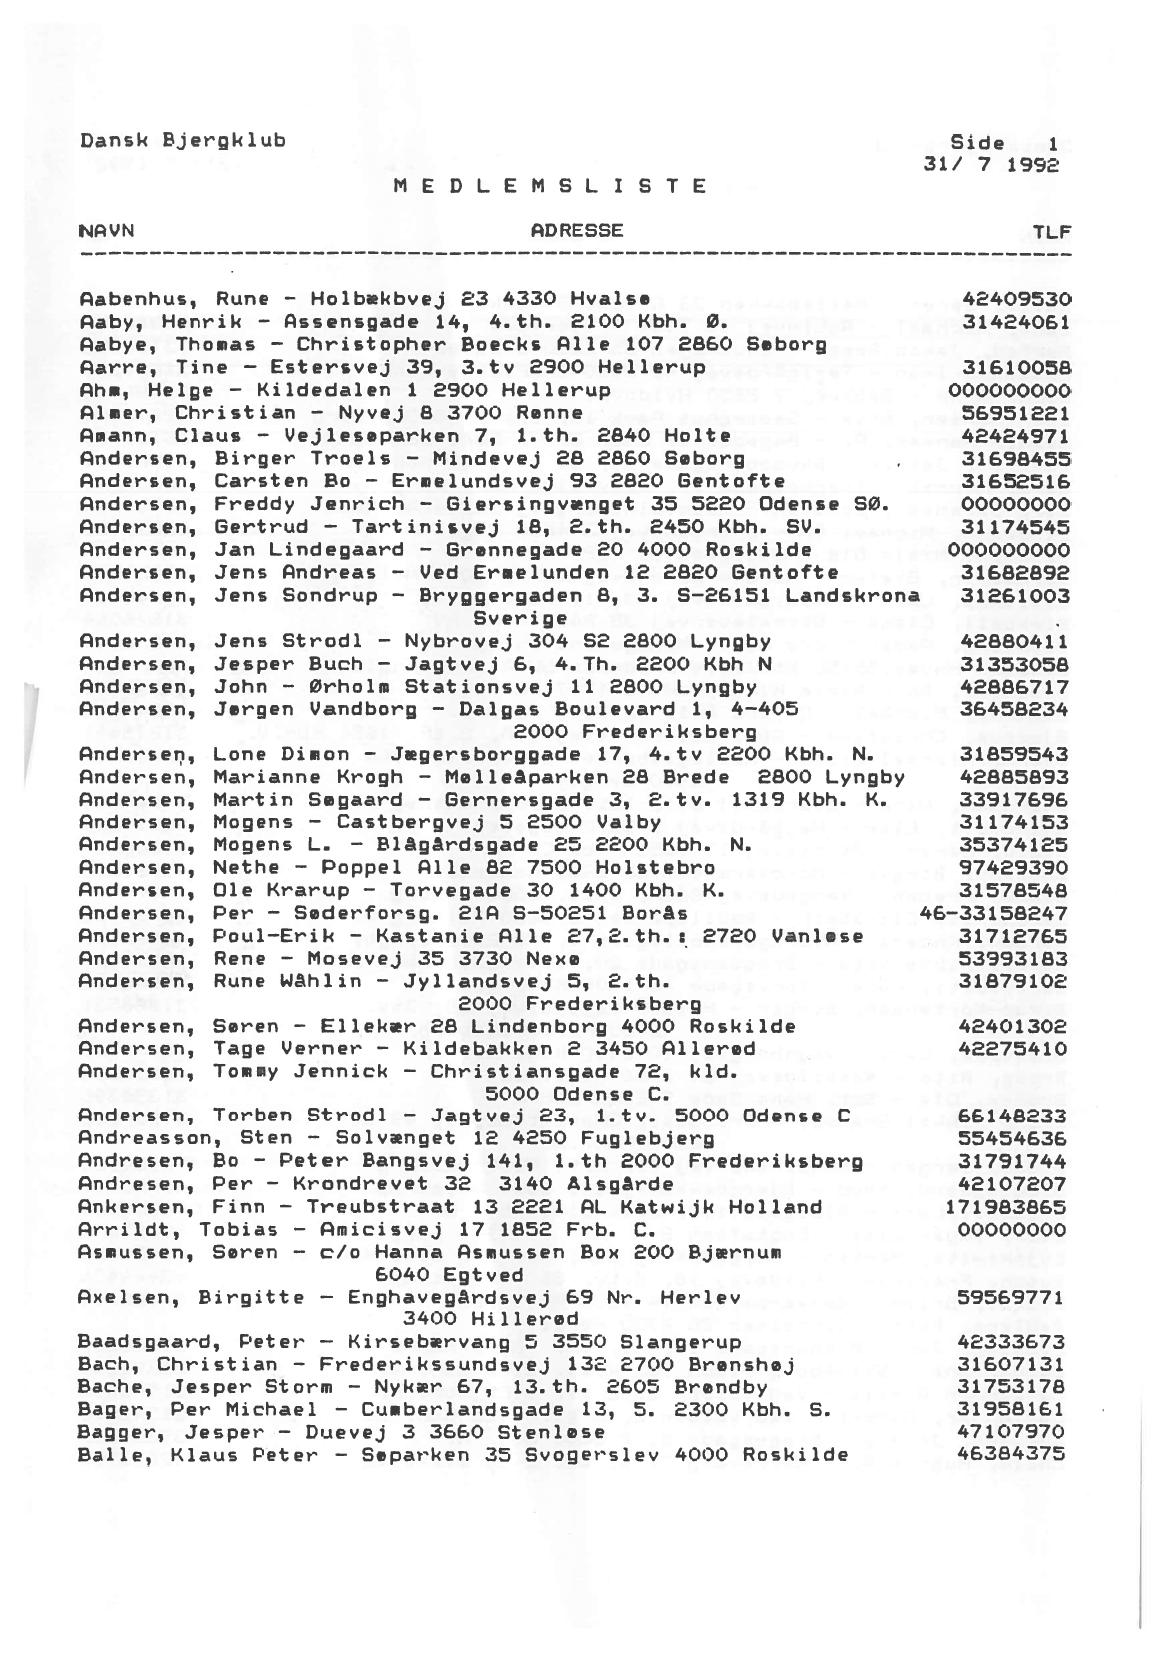 Dansk Bjergklub Side 1
31/ 7 1992
M E D L E M S L I S T E
NAVN ADRESSE TLF
Aabenhus, Rune - Holbækbvej 23 4330 Hvalsø 42409530
Aaby, Henrik - Assensgade 14, 4.th. 2100 Kbh. Ø. 31424061
Aabye, Thomas - Christopher Boecks Alle 107 2860 Søborg
Aarre, Tine - Estersvej 39, 3.tv 2900 Hellerup 31610058
Ahm, Helge - Kildedalen 1 2900 Hellerup 000000000
Almer, Christian - Nyvej 8 3700 Rønne 56951221
Amann, Claus - Vejlesøparken 7, 1.th. 2840 Holte 42424971
Andersen, Birger Troels - Mindevej 28 2860 Søborg 31698455
Andersen, Carsten Bo - Ermelundsvej 93 2820 Gentofte 31652516
Andersen, Freddy Jenrich - Giersingvænget 35 5220 Odense SØ. 00000000
Andersen, Gertrud - Tartinisvej 18, 2.th. 2450 Kbh. SV. 31174545
Andersen, Jan Lindegaard - Grønnegade 20 4000 Roskilde 000000000
Andersen, Jens Andreas - Ved Ermelunden 12 2820 Gentofte 31682892
Andersen, Jens Sondrup - Bryggergaden 8, 3. S-26151 Landskrona 31261003
Sverige
Andersen, Jens Strodl - Nybrovej 304 S2 2800 Lyngby 42880411
Andersen, Jesper Buch - Jagtvej 6, 4.Th. 2200 Kbh N 31353058
Andersen, John - Ørholm Stationsvej 11 2800 Lyngby 42886717
Andersen, Jørgen Vandborg - Dalgas Boulevard 1, 4-405 36458234
2000 Frederiksberg
Andersen, Lone Dimon - Jægersborggade 17, 4.tv 2200 Kbh. N. 31859543
Andersen, Marianne Krogh - Mølleåparken 28 Brede 2800 Lyngby 42885893
Andersen, Martin Søgaard - Gernersgade 3, 2.tv. 1319 Kbh. K. 33917696
Andersen, Mogens - Castbergvej 5 2500 Valby 31174153
Andersen, Mogens L. - Blågårdsgade 25 2200 Kbh. N. 35374125
Andersen, Nethe - Poppel Alle 82 7500 Holstebro 97429390
Andersen, Ole Krarup - Torvegade 30 1400 Kbh. K. 31578548
Andersen, Per - Søderforsg. 21A S-50251 Borås 46-33158247
Andersen, Poul-Erik - Kastanie Alle 27,2.th.: 2720 Vanløse 31712765
Andersen, Rene - Mosevej 35 3730 Nexø 53993183
Andersen, Rune Wåhlin - Jyllandsvej 5, 2.th. 31879102
2000 Frederiksberg
Andersen, Søren - Ellekær 28 Lindenborg 4000 Roskilde 42401302
Andersen, Tage Verner - Kildebakken 2 3450 Allerød 42275410
Andersen, Tommy Jennick - Christiansgade 72, kld.
5000 Odense C.
Andersen, Torben Strodl - Jagtvej 23, 1.tv. 5000 Odense C 66148233
Andreasson, Sten - Solvænget 12 4250 Fuglebjerg 55454636
Andresen, Bo - Peter Bangsvej 141, 1.th 2000 Frederiksberg 31791744
Andresen, Per - Krondrevet 32 3140 Ålsgårde 42107207
Ankersen, Finn - Treubstraat 13 2221 AL Katwijk Holland 171983865
Arrildt, Tobias - Amicisvej 17 1852 Frb. C. 00000000
Asmussen, Søren - c/o Hanna Asmussen Box 200 Bjærnum
6040 Egtved
Axelsen, Birgitte - Enghavegårdsvej 69 Nr. Herlev 59569771
3400 Hillerød
Baadsgaard, Peter - Kirsebærvang 5 3550 Slangerup 42333673
Bach, Christian - Frederikssundsvej 132 2700 Brønshøj 31607131
Bache, Jesper Storm - Nykær 67, 13.th. 2605 Brøndby 31753178
Bager, Per Michael - Cumberlandsgade 13, 5. 2300 Kbh. S. 31958161
Bagger, Jesper - Duevej 3 3660 Stenløse 47107970
Balle, Klaus Peter - Søparken 35 Svogerslev 4000 Roskilde 46384375